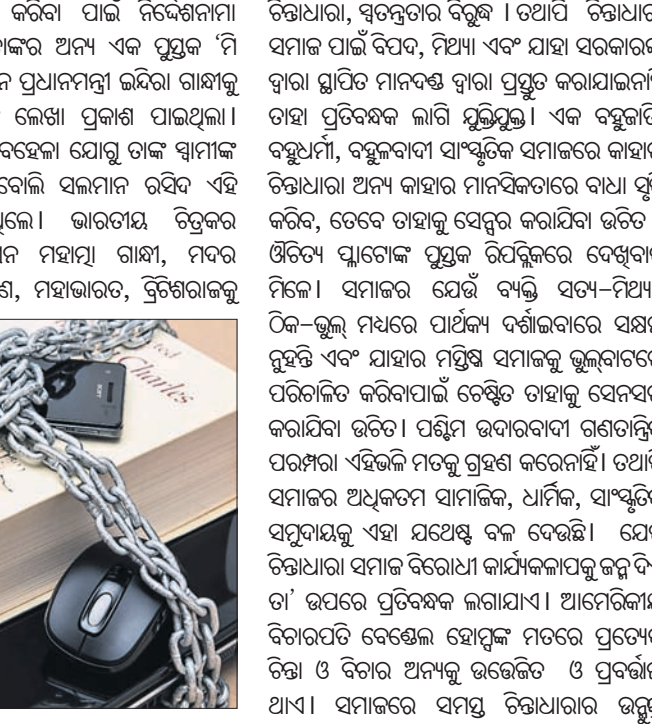 କରିବା ପାଇଁ ନିର୍ଦ୍ଦେଶନାମା
ଙ୍କର ଅନ୍ୟ ଏକ ପୁସ୍ତକ ‘ମି
ପ୍ରଧାନମନ୍ତ୍ରୀ ଇନ୍ଦିରା ଗାନ୍ଧୀକୁ
ଲେଖା ପ୍ରକାଶ ପାଇଥିଲା।
ବହେଳା ଯୋଗୁ ତାଙ୍କ ସ୍ୱାମୀଙ୍କ
ବୋଲି ସଲମାନ ରସିଦ ଏହି
ଲେ। ଭାରତୀୟ ଚିତ୍ରକର
ନ ମହାତ୍ମା ଗାନ୍ଧୀ, ମଦର
ଣ, ମହାଭାରତ, ବ୍ରିଟିଶରାଜକୁ
Charles
ଚିନ୍ତାଧାରା, ସ୍ୱତନ୍ତ୍ରତାର ବିରୁଦ୍ଧ । ତଥାପି ଚିନ୍ତାଧାର
ସମାଜ ପାଇଁ ବିପଦ, ମିଥ୍ୟା ଏବଂ ଯାହା ସରକାରଙ୍କ
ଦ୍ୱାରା ସ୍ଥାପିତ ମାନଦଣ୍ଡ ଦ୍ୱାରା ପ୍ରସ୍ତୁତ କରାଯାଇନାହିଁ
ତାହା ପ୍ରତିବନ୍ଧକ ଲାଗି ଯୁକ୍ତିଯୁକ୍ତ। ଏକ ବହୁଜାତି
ବହୁଧର୍ମୀ, ବହୁଳବାଦୀ ସାଂସ୍କୃତିକ ସମାଜରେ କାହାର
ଚିନ୍ତାଧାରା ଅନ୍ୟ କାହାର ମାନସିକତାରେ ବାଧା ସୃ
କରିବ, ତେବେ ତାହାକୁ ସେନ୍ସର କରାଯିବା ଉଚିତ
ଔଚିତ୍ୟ ପ୍ଲାଟୋଙ୍କ ପୁସ୍ତକ ରିପବ୍ଲିକରେ ଦେଖିବା
ମିଳେ। ସମାଜର ଯେଉଁ ବ୍ୟକ୍ତି ସତ୍ୟ–ମିଥ୍ୟା
ଠିକ–ଭୁଲ୍ ମଧ୍ୟରେ ପାର୍ଥକ୍ୟ ଦର୍ଶାଇବାରେ ସକ୍ଷମ
ନୁହନ୍ତି ଏବଂ ଯାହାର ମସ୍ତିଷ୍କ ସମାଜକୁ ଭୁଲ୍‌ବାଟରେ
ପରିଚାଳିତ କରିବାପାଇଁ ଚେଷ୍ଟିତ ତାହାକୁ ସେନସର
କରାଯିବା ଉଚିତ। ପଶ୍ଚିମ ଉଦାରବାଦୀ ଗଣତାନ୍ତ୍ରିକ
ପରମ୍ପରା ଏହିଭଳି ମତକୁ ଗ୍ରହଣ କରେନାହିଁ। ତଥାପି
ସମାଜର ଅଧିକତମ ସାମାଜିକ, ଧାର୍ମିକ, ସାଂସ୍କୃତିକ
ସମୁଦାୟକୁ ଏହା ଯଥେଷ୍ଟ ବଳ ଦେଉଛି। ଯେଉଁ
ଚିନ୍ତାଧାରା ସମାଜ ବିରୋଧୀ କାର୍ଯ୍ୟକଳାପକୁ ଜନ୍ମ ଦିଏ
ତା’ ଉପରେ ପ୍ରତିବନ୍ଧକ ଲଗାଯାଏ। ଆମେରିକୀୟ
ବିଚାରପତି ବେଣ୍ଡେଲ ହୋମ୍ସଙ୍କ ମତରେ ପ୍ରତ୍ୟେକ
ଚିନ୍ତା ଓ ବିଚାର ଅନ୍ୟକୁ ଉତ୍ତେଜିତ ଓ ପ୍ରବର୍ତ୍ତାଇ
ଥାଏ। ସମାଜରେ ସମସ୍ତ ଚିନ୍ତାଧାରାର ଉନ୍ମୁକ୍ତ